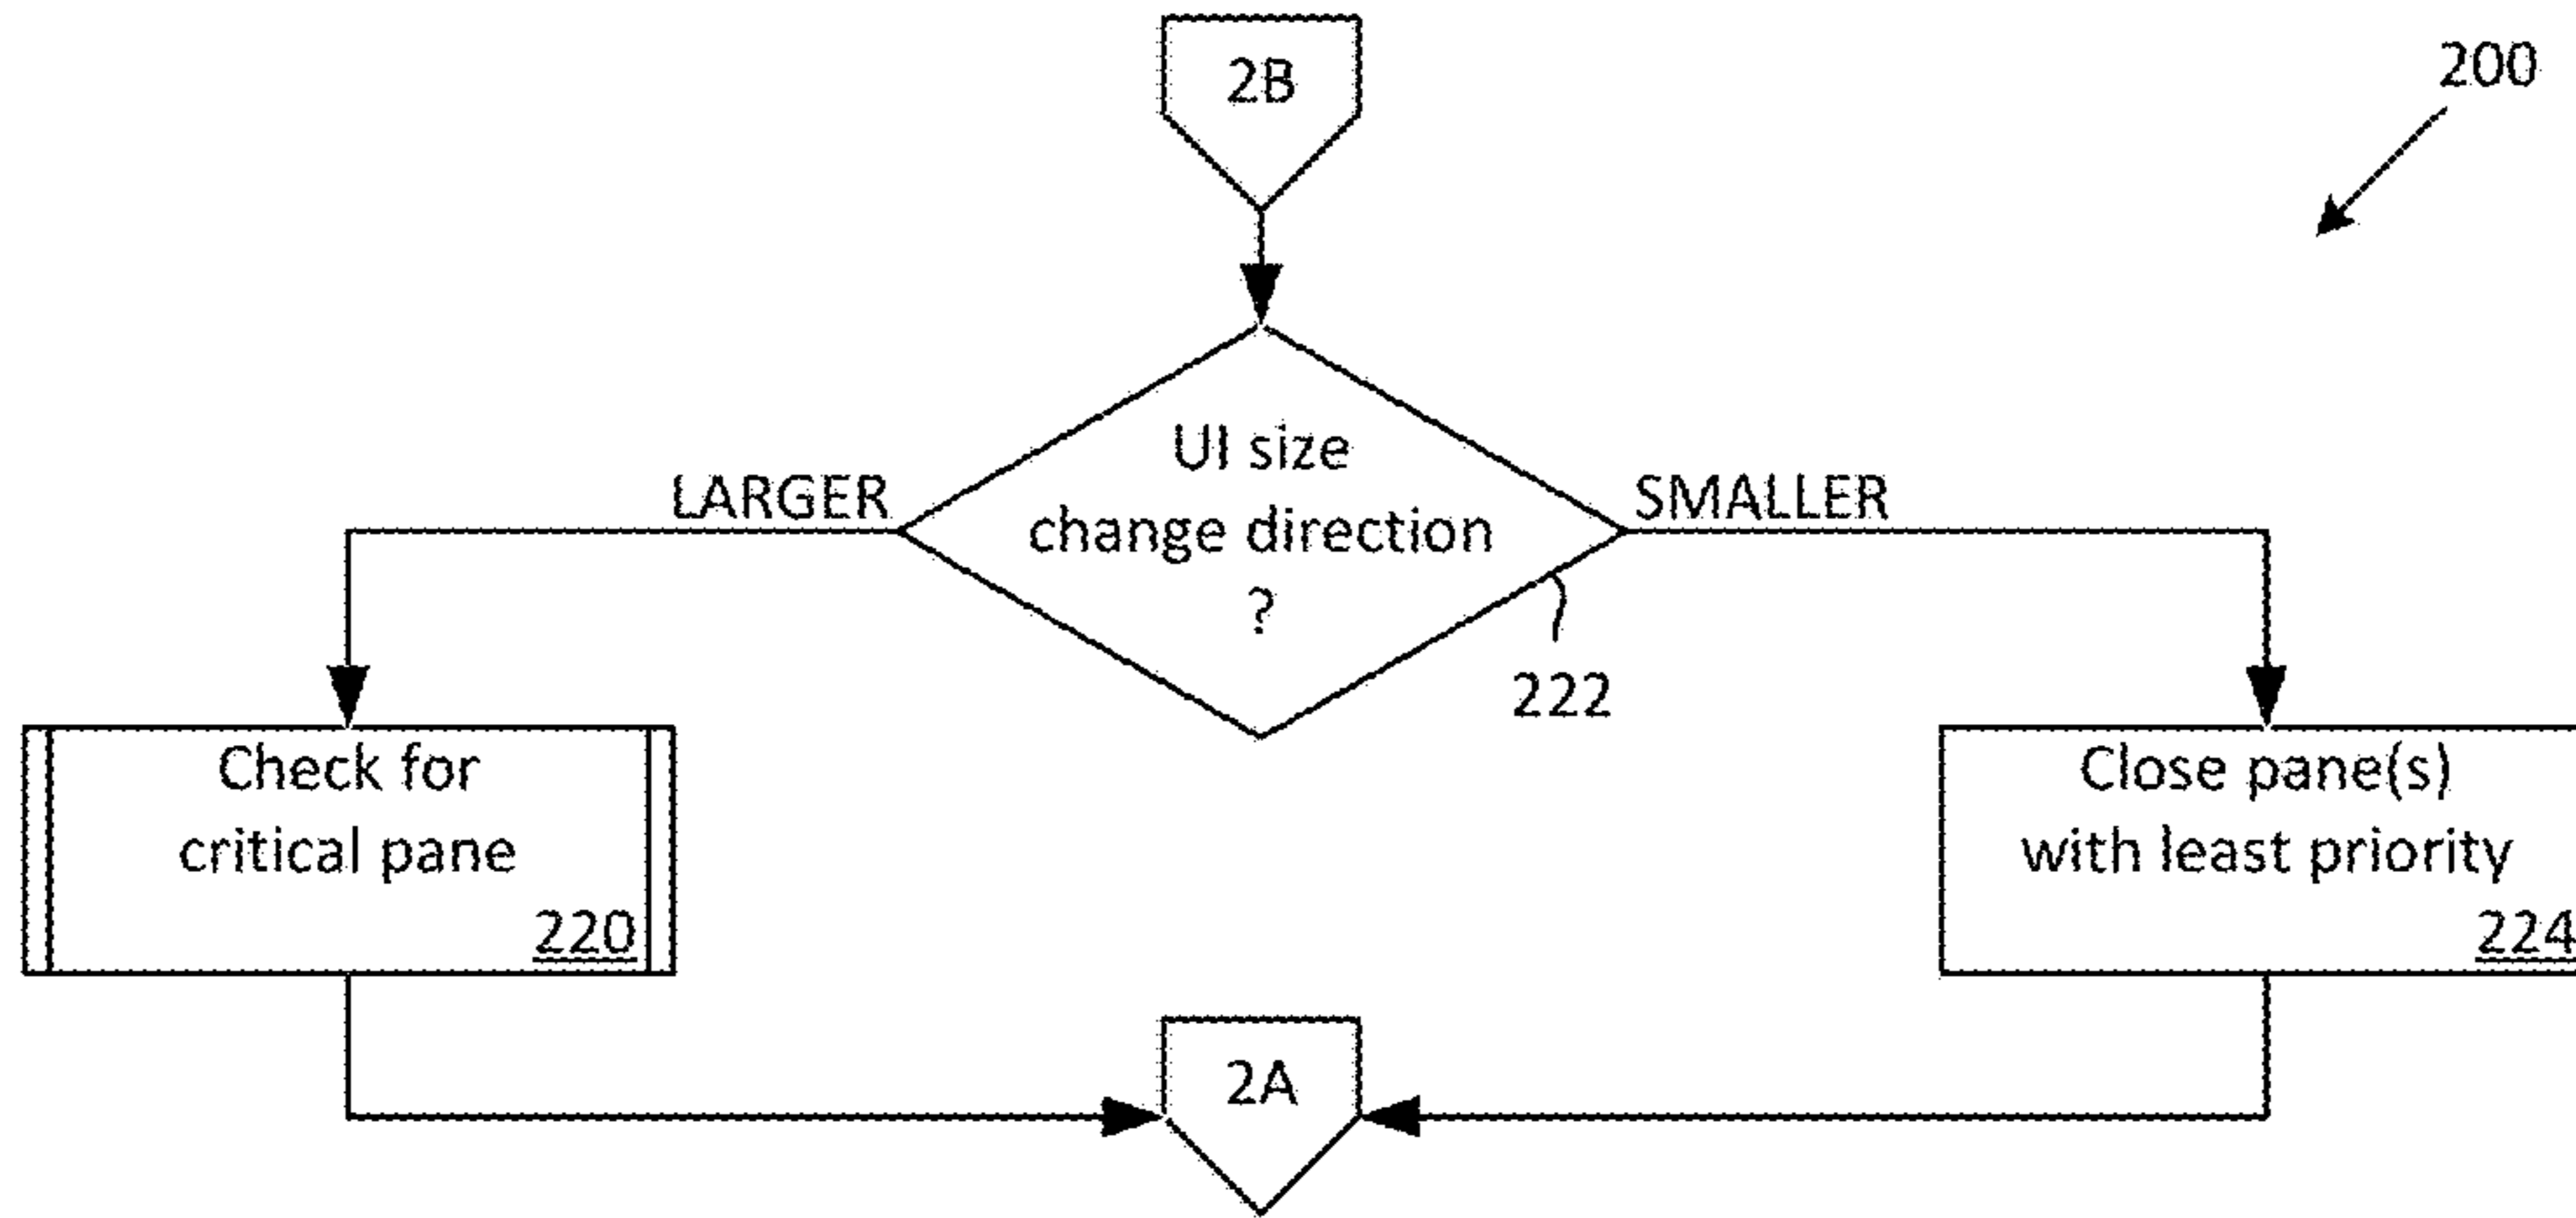 2B
200
UI size
change direction
?
LARGER
SMALLER
222
Check for
critical pane
220
Close pane(s)
with least priority
224
2A